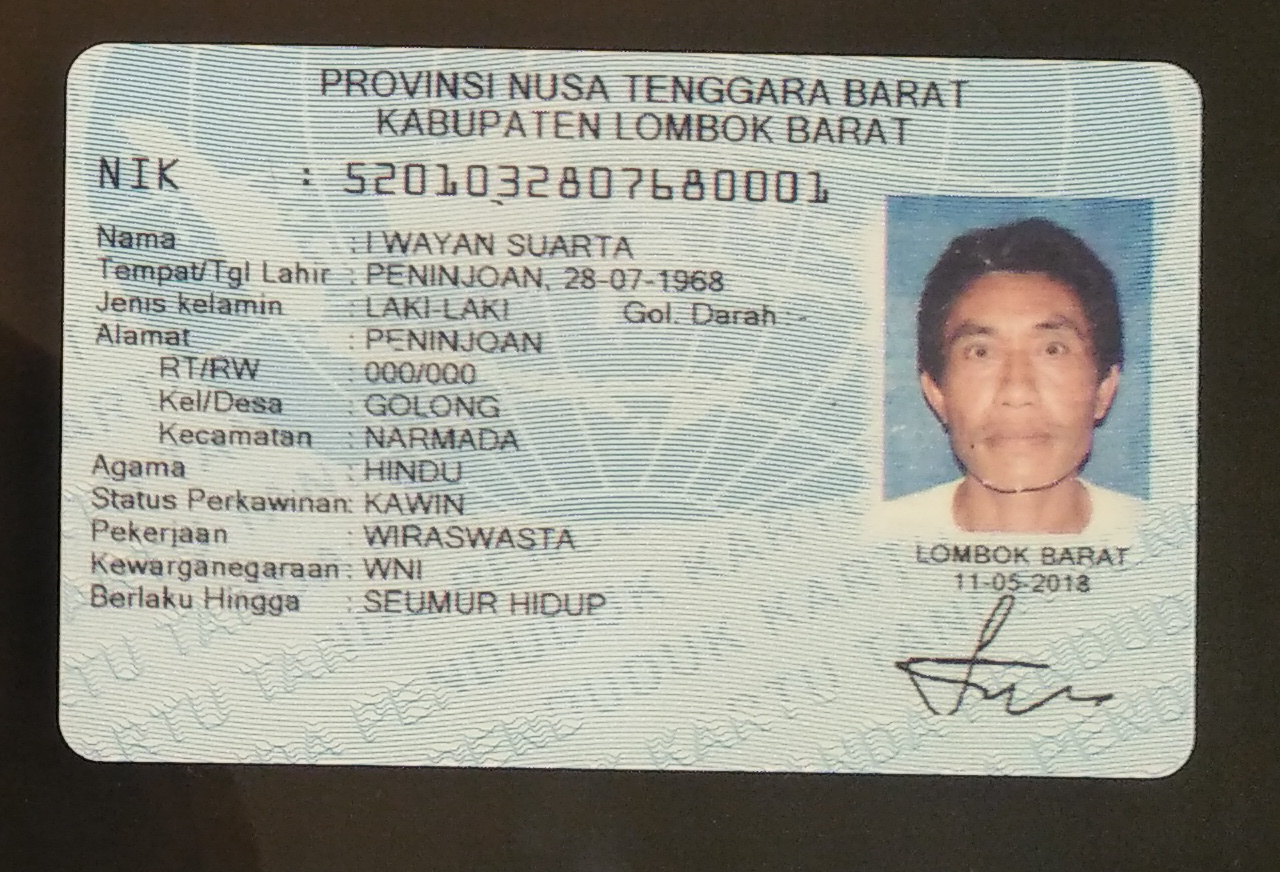 PROVINSI NUSA TENGGARA BARAT
KABUPATEN LOMBOK BARAT
NIK : 5201032807680001
Nama : I WAYAN SUARTA
Tempat/Tgl Lahir : PENINJOAN, 28-07-1968
Jenis kelamin : LAKI-LAKI Gol. Darah : -
Alamat : PENINJOAN
RT/RW : 000/000
Kel/Desa : GOLONG
Kecamatan : NARMADA
Agama : HINDU
Status Perkawinan: KAWIN
Pekerjaan : WIRASWASTA
Kewarganegaraan : WNI
Berlaku Hingga : SEUMUR HIDUP
LOMBOK BARAT
11-05-2018